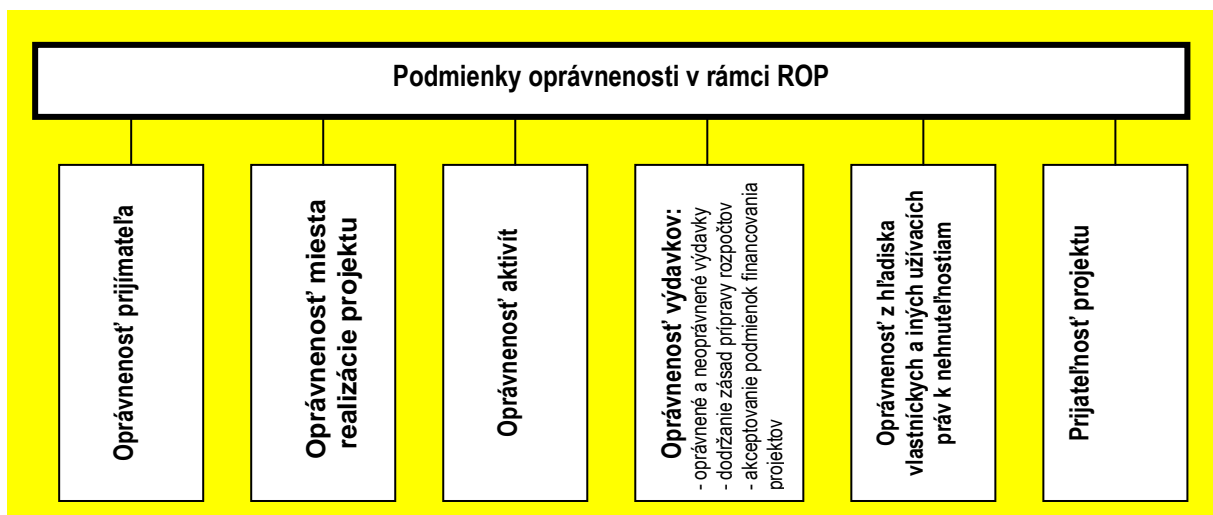 Podmienky oprávnenosti v rámci ROP
Oprávnenosť prijímateľa
Oprávnenosť miesta
realizácie projektu
Oprávnenosť aktivít
Oprávnenosť výdavkov:
- oprávnené a neoprávnené výdavky
- dodržanie zásad prípravy rozpočtov
- akceptovanie podmienok financovania
projektov
Oprávnenosť z hľadiska
vlastníckych a iných užívacích
práv k nehnuteľnostiam
Prijateľnosť projektu